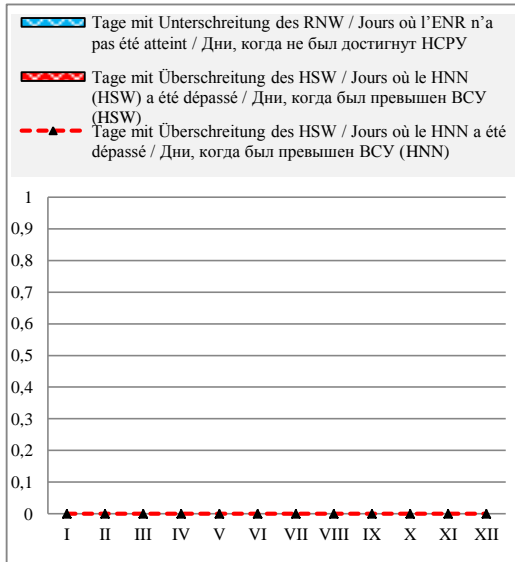 Tage mit Unterschreitung des RNW / Jours où l’ENR n’a
pas été atteint / Дни, когда не был достигнут НСРУ
Tage mit Überschreitung des HSW / Jours où le HNN
(HSW) a été dépassé / Дни, когда был превышен ВСУ
(HSW)
Tage mit Überschreitung des HSW / Jours où le HNN a été
dépassé / Дни, когда был превышен ВСУ (HNN)
1
0,9
0,8
0,7
0,6
0,5
0,4
0,3
0,2
0,1
0
I II III IV V VI VII VIII IX X XI XII